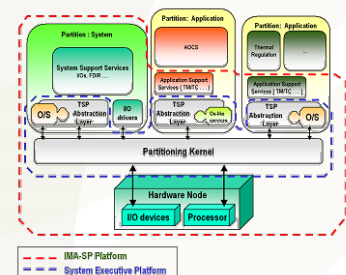 Partition : System
Partition: Application
Partition: Application
System Support Services
I/Os, FDIR ...
AOCS
Thermal
Regulation
...
Application Support
Services [TM/TC ... ]
Application Support
Services [TM/TC ... ]
O/S
TSP
Abstraction
Layer
I/O
drivers
TSP
Abstraction
Layer
Os-like
services
TSP
Abstraction
Layer
O/S
Partitioning Kernel
Hardware Node
I/O devices
Processor
IMA-SP Platform
System Executive Platform